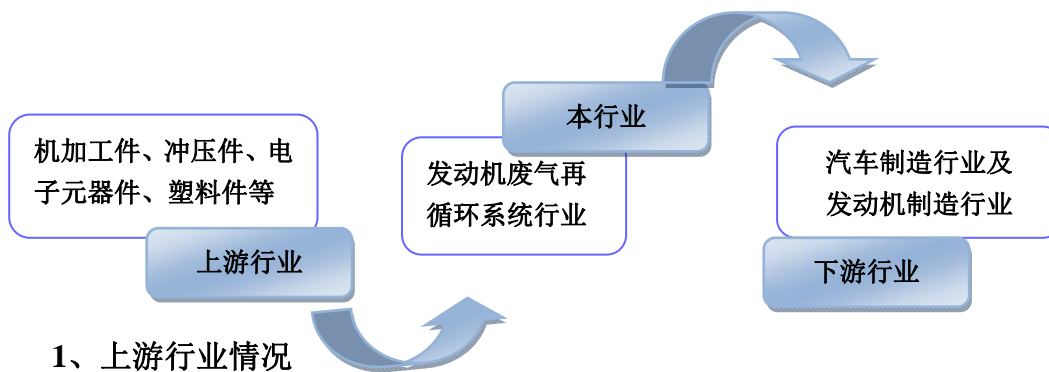 机加工件、冲压件、电
子元器件、塑料件等
上游行业
本行业
发动机废气再
循环系统行业
汽车制造行业及
发动机制造行业
下游行业
1、上游行业情况